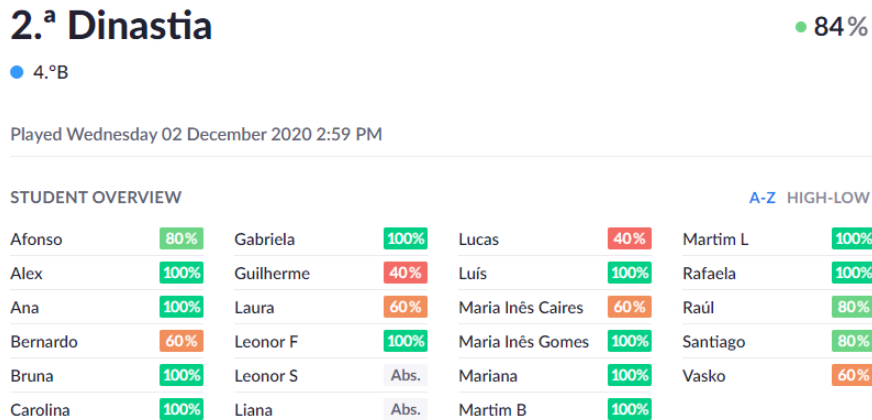 2.ª Dinastia
84%
4.ºB
Played Wednesday 02 December 2020 2:59 PM
STUDENT OVERVIEW
A-Z HIGH-LOW
Afonso 80% Gabriela 100% Lucas 40% Martim L 100%
Alex 100% Guilherme 40% Luís 100% Rafaela 100%
Ana 100% Laura 60% Maria Inês Caires 60% Raúl 80%
Bernardo 60% Leonor F 100% Maria Inês Gomes 100% Santiago 80%
Bruna 100% Leonor S Abs. Mariana 100% Vasko 60%
Carolina 100% Liana Abs. Martim B 100%